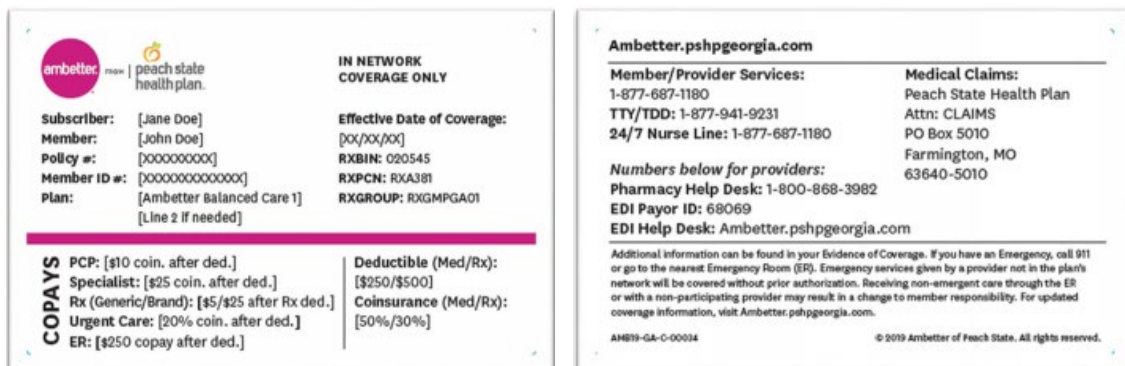 ambetter. FROM | peach state
health plan.
IN NETWORK
COVERAGE ONLY
Subscriber: [Jane Doe]
Member: [John Doe]
Policy #: [XXXXXXXXX]
Member ID #: [XXXXXXXXXXXXX]
Plan: [Ambetter Balanced Care 1]
[Line 2 if needed]
Effective Date of Coverage:
[XX/XX/XX]
RXBIN: 020545
RXPCN: RXA381
RXGROUP: RXGMPGA01
COPAYS
PCP: [$10 coin. after ded.]
Specialist: [$25 coin. after ded.]
Rx (Generic/Brand): [$5/$25 after Rx ded.]
Urgent Care: [20% coin. after ded.]
ER: [$250 copay after ded.]
Deductible (Med/Rx):
[$250/$500]
Coinsurance (Med/Rx):
[50%/30%]
Ambetter.pshpgeorgia.com
Member/Provider Services:
1-877-687-1180
TTY/TDD: 1-877-941-9231
24/7 Nurse Line: 1-877-687-1180
Numbers below for providers:
Pharmacy Help Desk: 1-800-868-3982
EDI Payor ID: 68069
EDI Help Desk: Ambetter.pshpgeorgia.com
Medical Claims:
Peach State Health Plan
Attn: CLAIMS
PO Box 5010
Farmington, MO
63640-5010
Additional information can be found in your Evidence of Coverage. If you have an Emergency, call 911
or go to the nearest Emergency Room (ER). Emergency services given by a provider not in the plan's
network will be covered without prior authorization. Receiving non-emergent care through the ER
or with a non-participating provider may result in a change to member responsibility. For updated
coverage information, visit Ambetter.pshpgeorgia.com.
AMB19-GA-C-00034
© 2019 Ambetter of Peach State. All rights reserved.